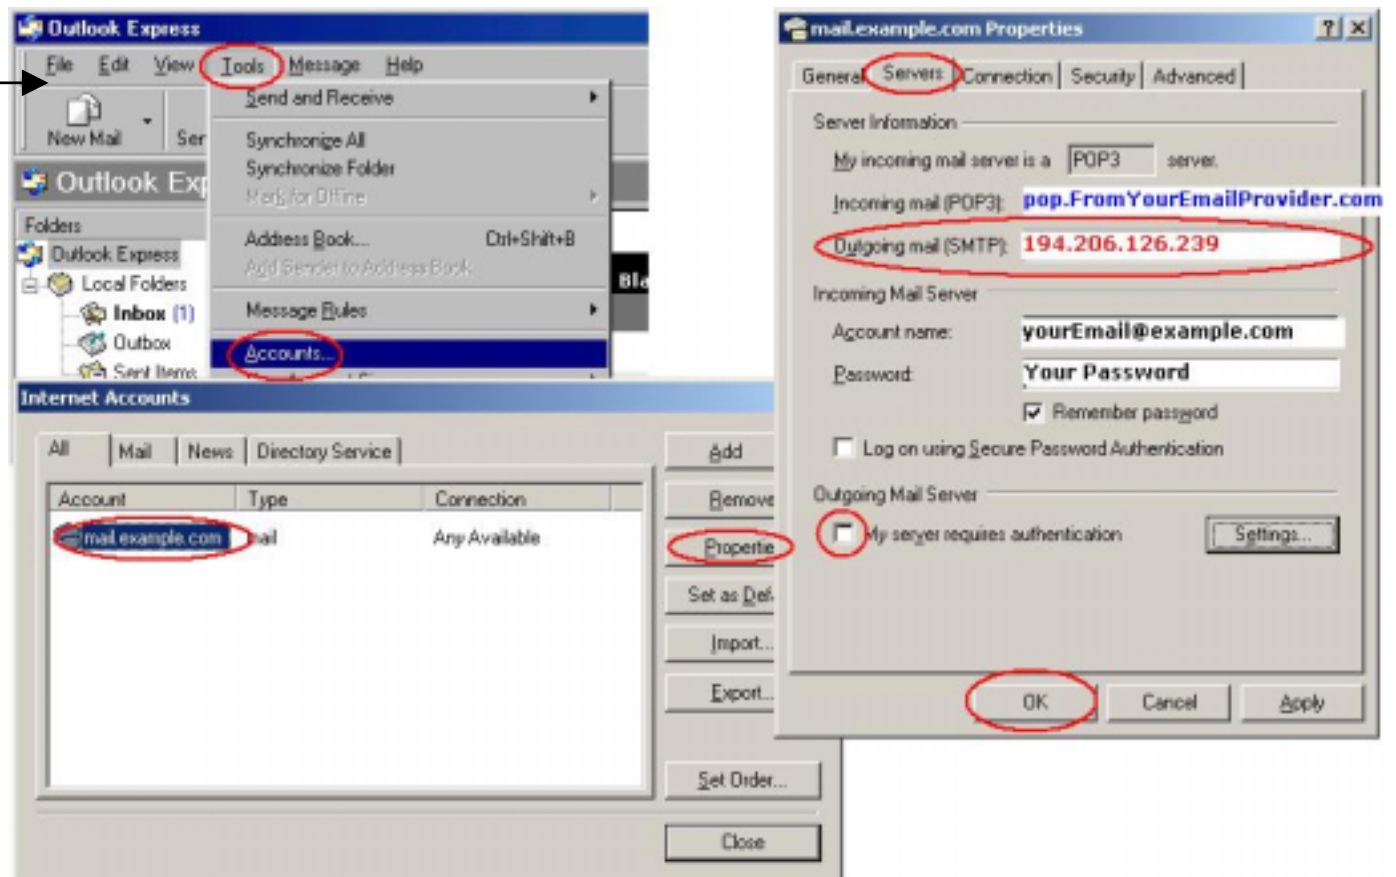 Outlook Express
File Edit View Tools Message Help
New Mail
Send and Receive
Synchronize All
Synchronize Folder
Mark for Offline
Address Book... Ctrl+Shift+B
Add Sender to Address Book
Message Rules
Accounts...
Outlook
Folders
Outlook Express
Local Folders
Inbox (1)
Outbox
Sent Items
Internet Accounts
All Mail News Directory Service
Account Type Connection
mail.example.com mail Any Available
Add
Remove
Propertie
Set as Def
Import...
Export...
Set Order...
Close
mail.example.com Properties
General Servers Connection Security Advanced
Server Information
My incoming mail server is a POP3 server.
Incoming mail (POP3): pop.FromYourEmailProvider.com
Outgoing mail (SMTP): 194.206.126.239
Incoming Mail Server
Account name: yourEmail@example.com
Password: Your Password
Remember password
Log on using Secure Password Authentication
Outgoing Mail Server
My server requires authentication Settings...
OK Cancel Apply